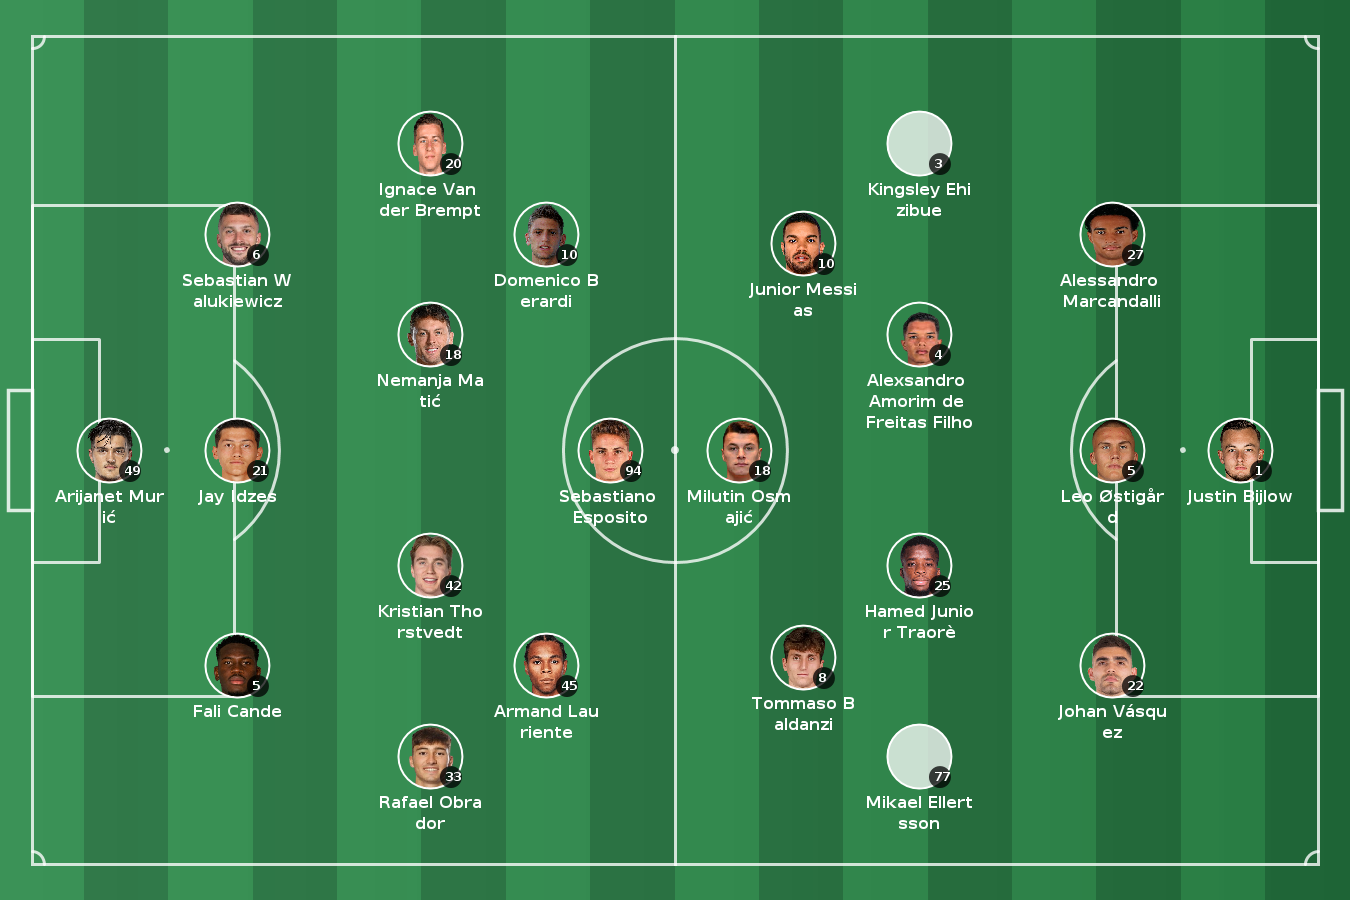 20
Ignace Van
der Brempt
3
Kingsley Ehi
zibue
6
Sebastian W
alukiewicz
10
Domenico B
erardi
10
Junior Messi
as
27
Alessandro
Marcandalli
18
Nemanja Ma
tić
4
Alexsandro
Amorim de
Freitas Filho
49
Arijanet Mur
ić
21
Jay Idzes
94
Sebastiano
Esposito
18
Milutin Osm
ajić
5
Leo Østigår
d
1
Justin Bijlow
42
Kristian Tho
rstvedt
25
Hamed Junio
r Traorè
5
Fali Cande
45
Armand Lau
riente
8
Tommaso B
aldanzi
22
Johan Vásqu
ez
33
Rafael Obra
dor
77
Mikael Ellert
sson